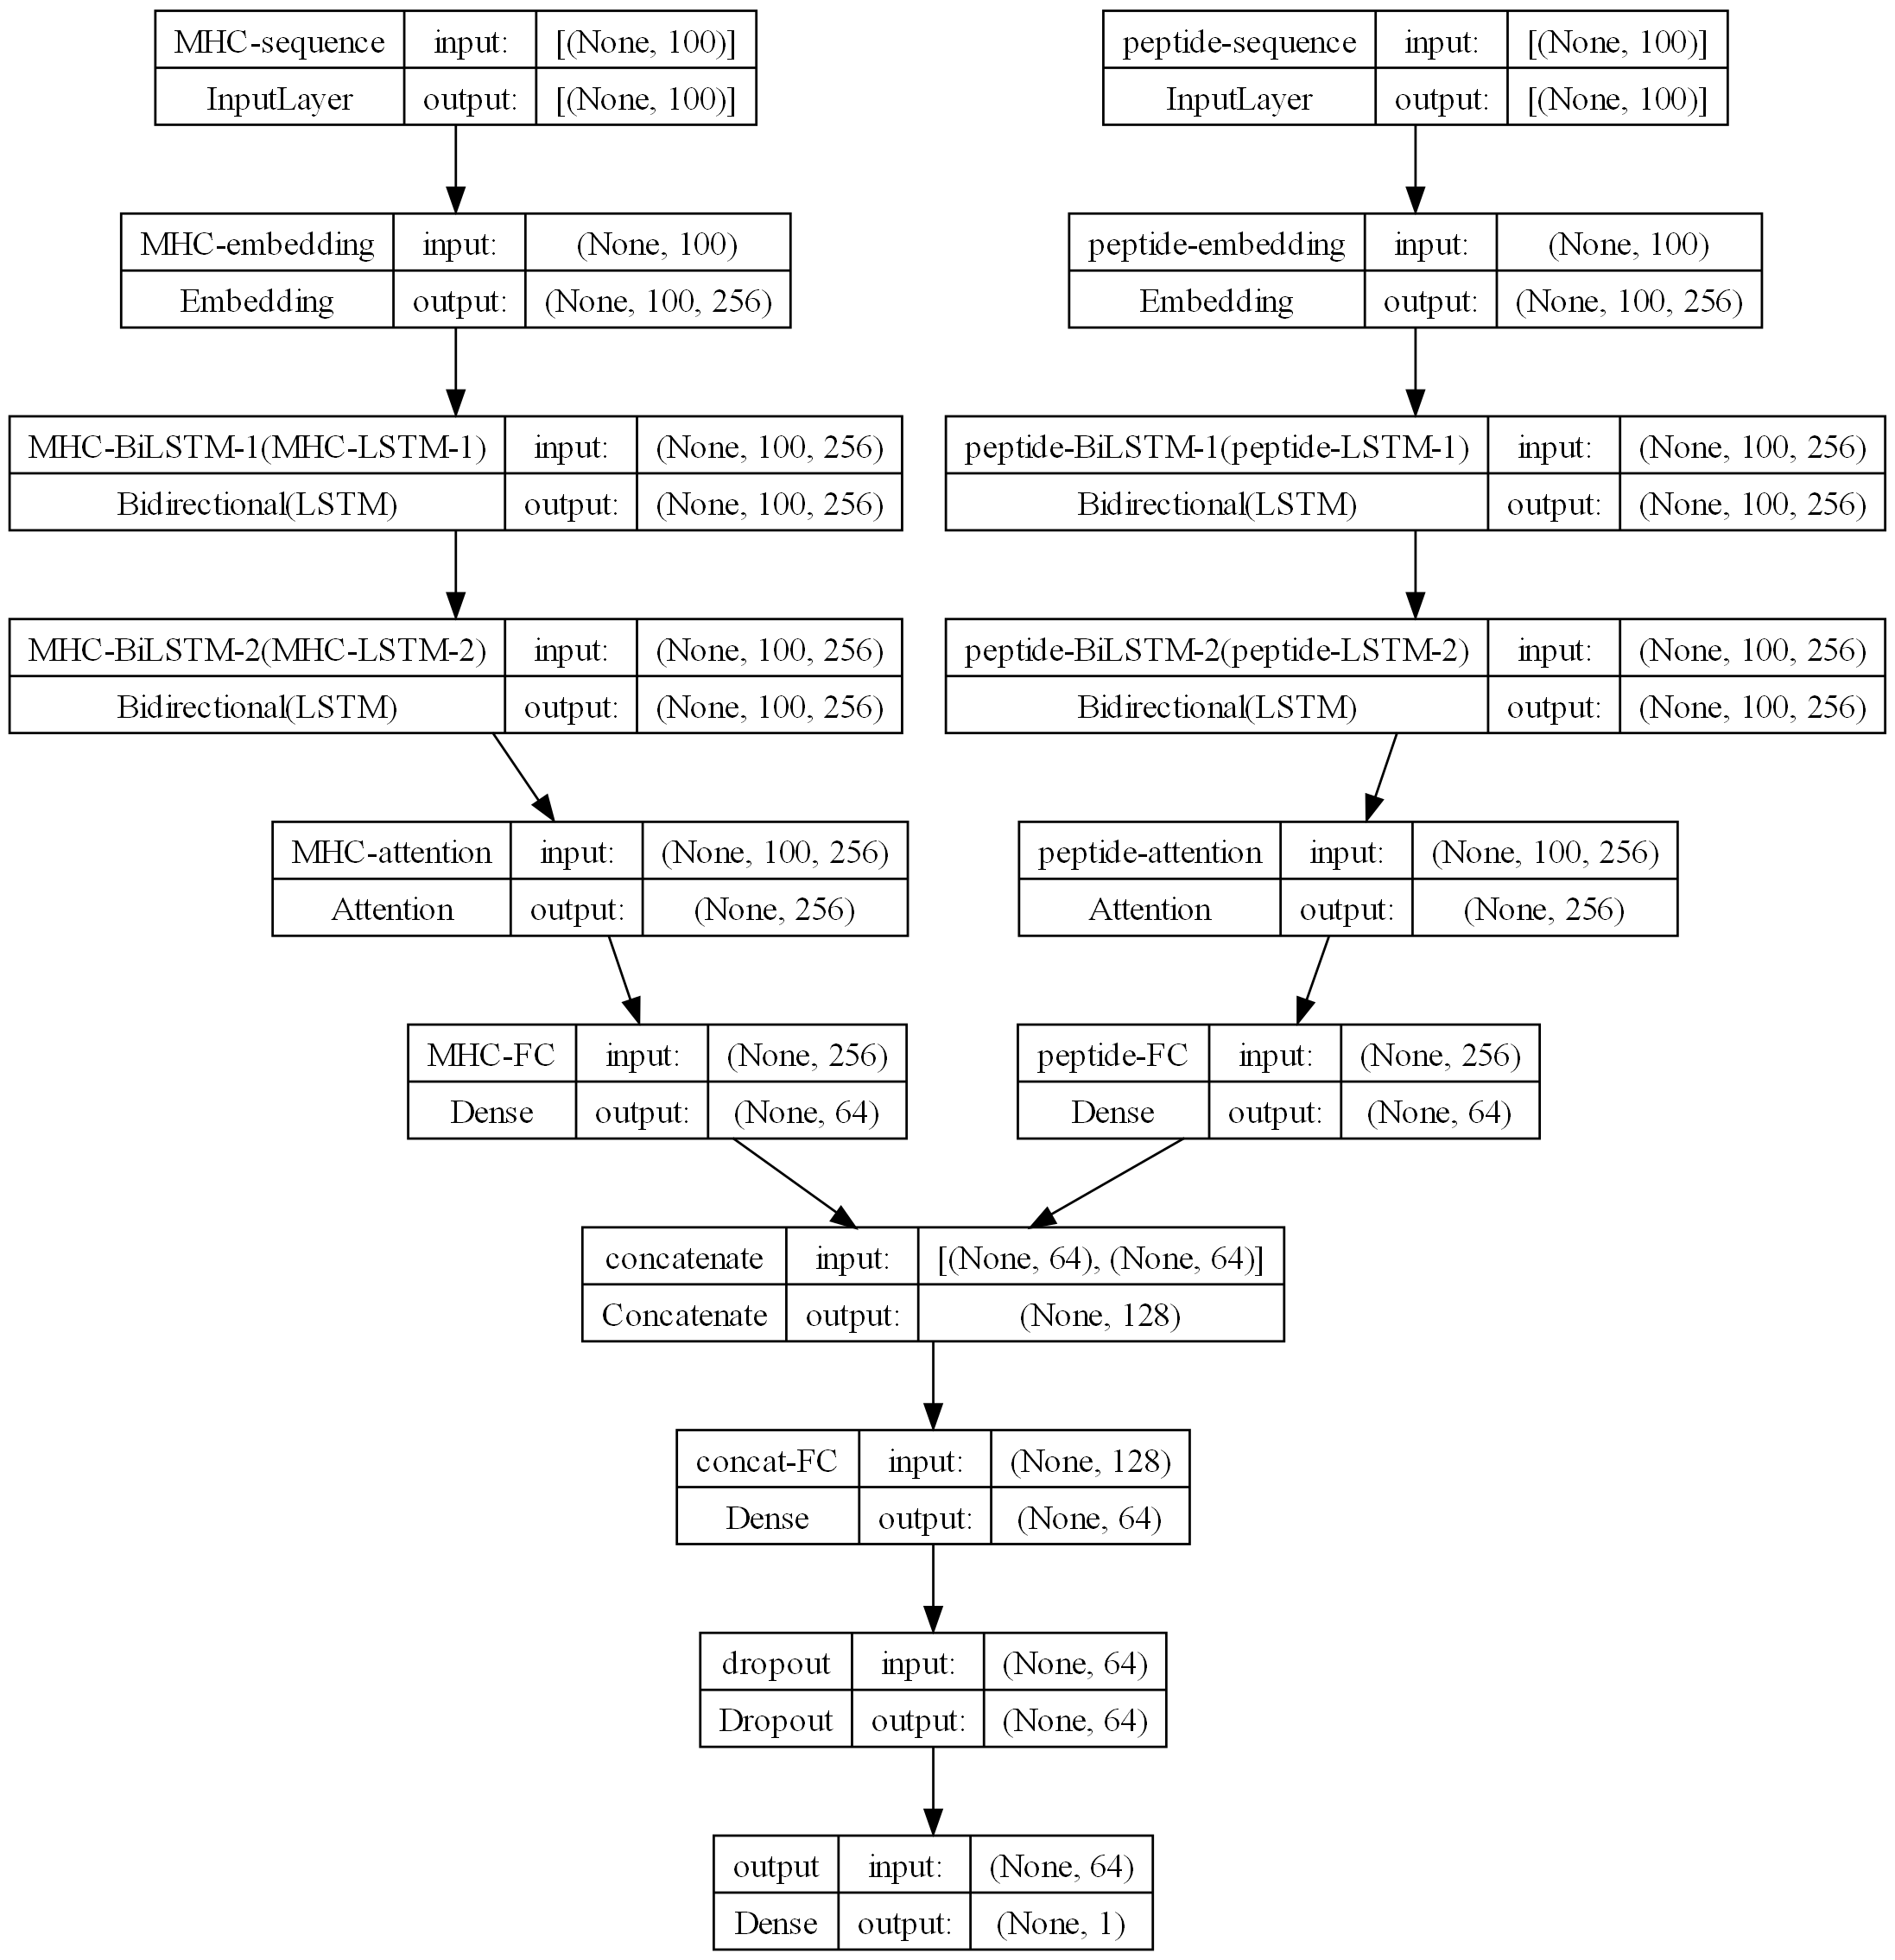 MHC-sequence input: [(None, 100)]
InputLayer output: [(None, 100)]
peptide-sequence input: [(None, 100)]
InputLayer output: [(None, 100)]
MHC-embedding input: (None, 100)
Embedding output: (None, 100, 256)
peptide-embedding input: (None, 100)
Embedding output: (None, 100, 256)
MHC-BiLSTM-1(MHC-LSTM-1) input: (None, 100, 256)
Bidirectional(LSTM) output: (None, 100, 256)
peptide-BiLSTM-1(peptide-LSTM-1) input: (None, 100, 256)
Bidirectional(LSTM) output: (None, 100, 256)
MHC-BiLSTM-2(MHC-LSTM-2) input: (None, 100, 256)
Bidirectional(LSTM) output: (None, 100, 256)
peptide-BiLSTM-2(peptide-LSTM-2) input: (None, 100, 256)
Bidirectional(LSTM) output: (None, 100, 256)
MHC-attention input: (None, 100, 256)
Attention output: (None, 256)
peptide-attention input: (None, 100, 256)
Attention output: (None, 256)
MHC-FC input: (None, 256)
Dense output: (None, 64)
peptide-FC input: (None, 256)
Dense output: (None, 64)
concatenate input: [(None, 64), (None, 64)]
Concatenate output: (None, 128)
concat-FC input: (None, 128)
Dense output: (None, 64)
dropout input: (None, 64)
Dropout output: (None, 64)
output input: (None, 64)
Dense output: (None, 1)